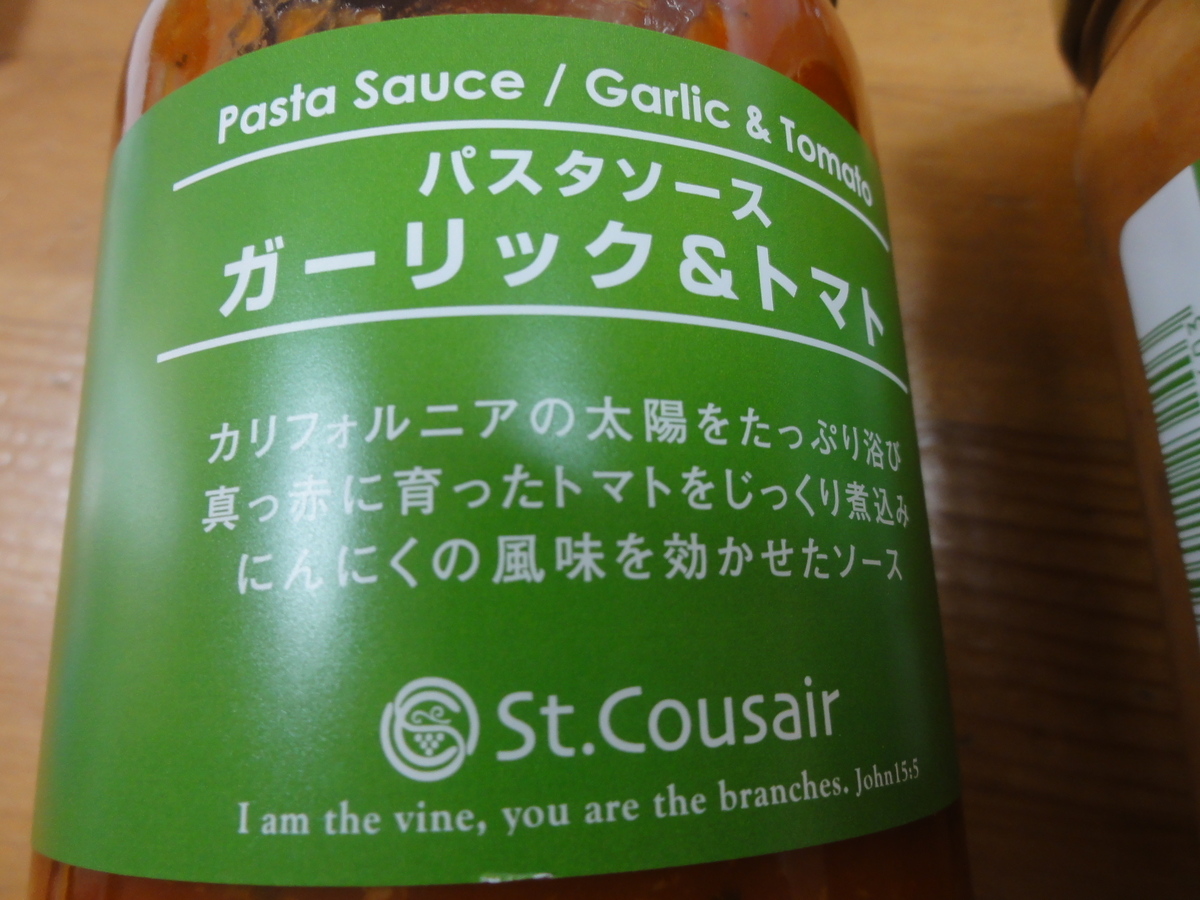 Pasta Sauce / Garlic & Tomato
パスタソース
ガーリック&トマト
カリフォルニアの太陽をたっぷり浴び
真っ赤に育ったトマトをじっくり煮込み
にんにくの風味を効かせたソース
St.Cousair
I am the vine, you are the branches. John15:5